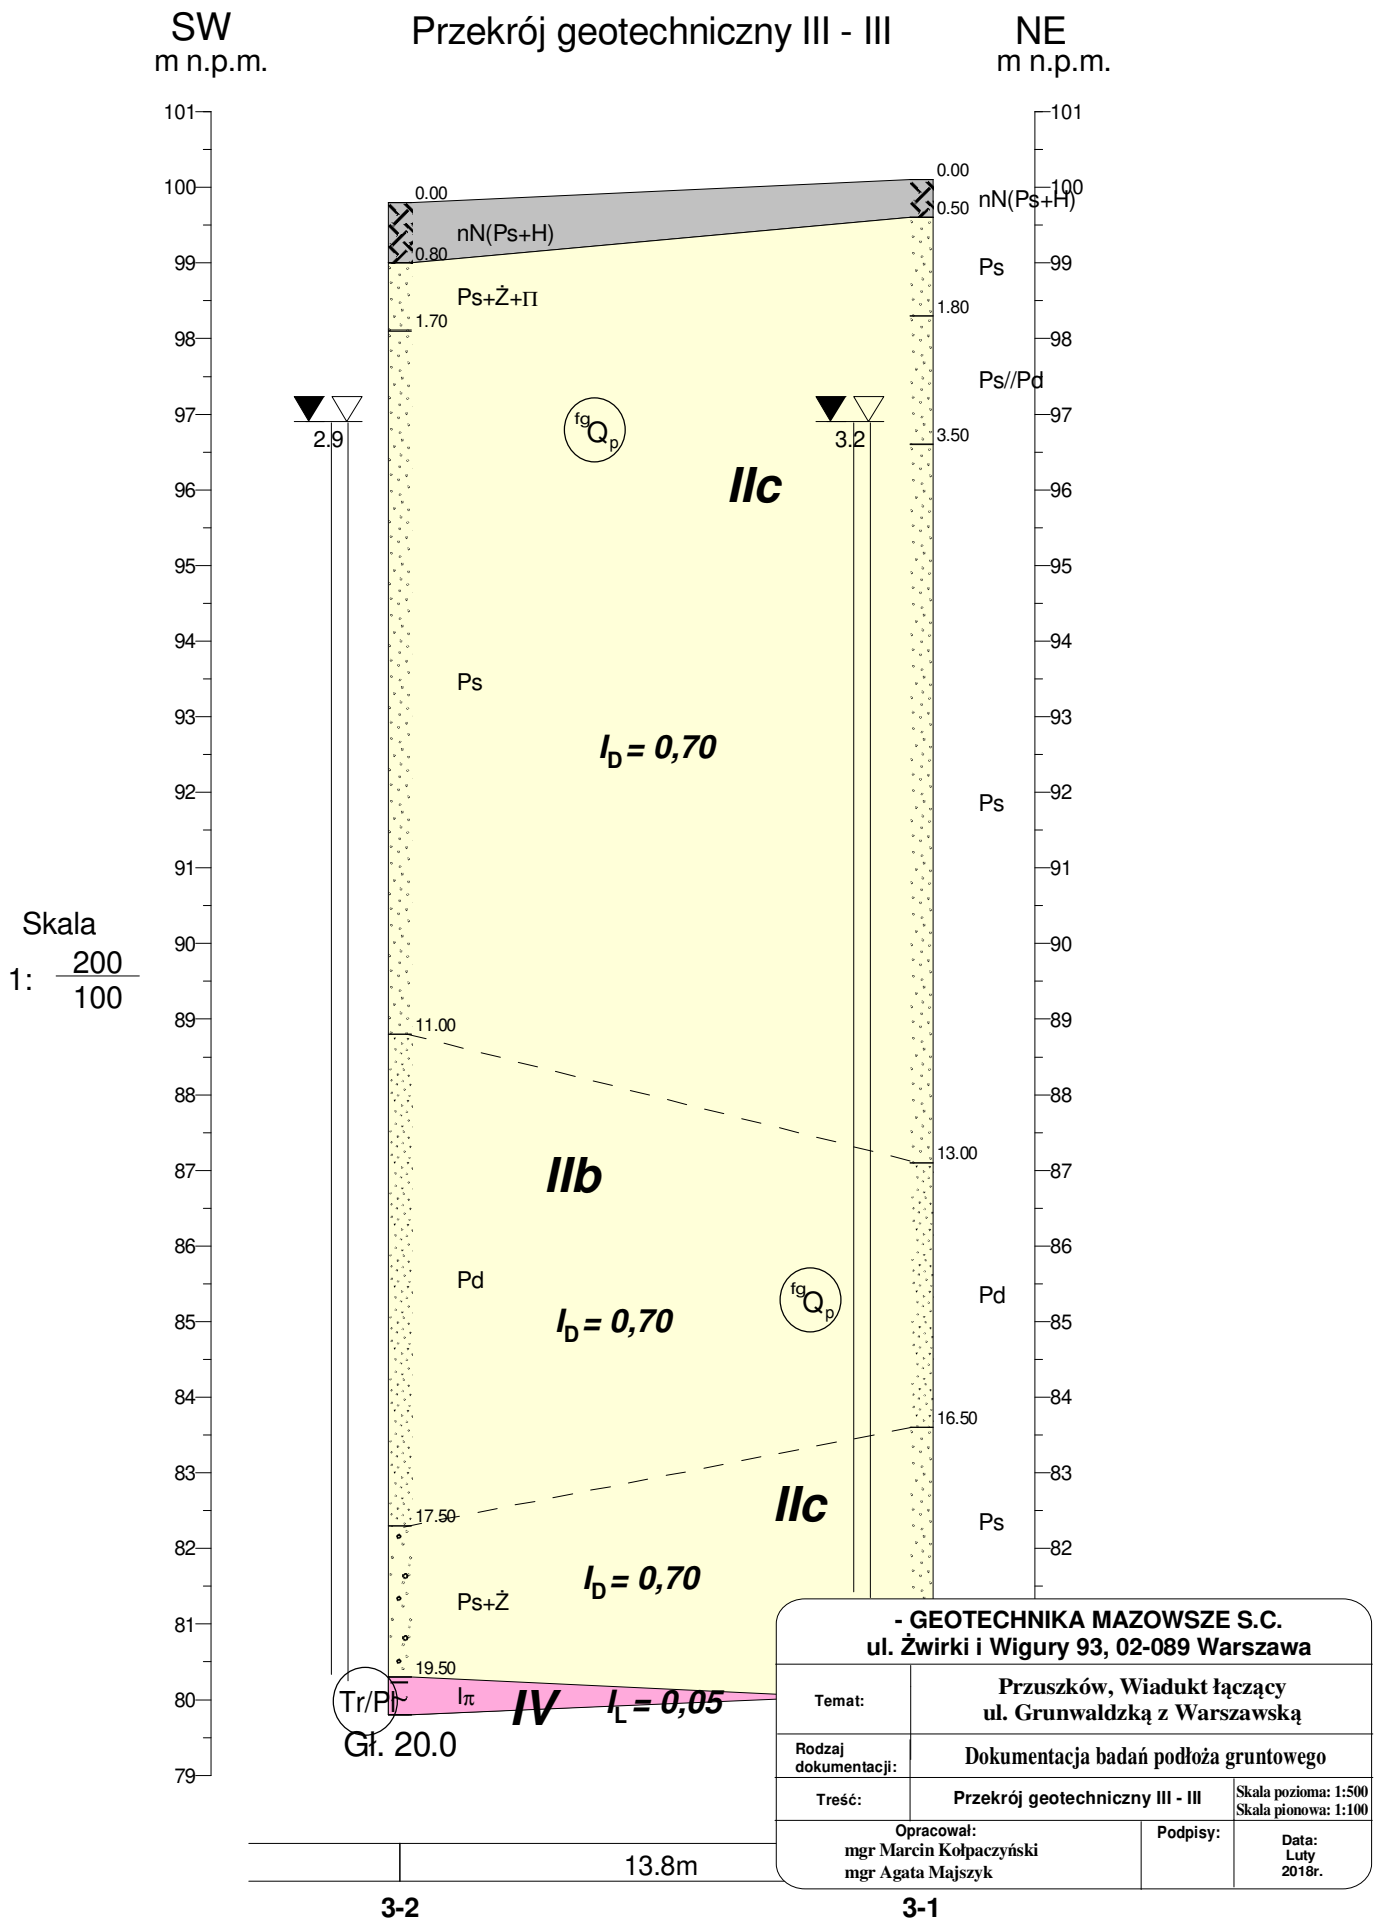 SW
m n.p.m.
Przekrój geotechniczny III - III
NE
m n.p.m.
101
100
99
98
97
96
95
94
93
92
91
90
89
88
87
86
85
84
83
82
81
80
79
101
100
99
98
97
96
95
94
93
92
91
90
89
88
87
86
85
84
83
82
81
Skala
1: 200
100
0.00
nN(Ps+H)
0.80
Ps+Ż+Π
1.70
2.9
fgQp
IIc
Ps
ID = 0,70
11.00
IIb
Pd
ID = 0,70
fgQp
17.50
IIc
ID = 0,70
Ps+Ż
19.50
Iπ
IV
IL = 0,05
Tr/Pl
Gł. 20.0
0.00
nN(Ps+H)
0.50
Ps
1.80
Ps//Pd
3.2
3.50
Ps
13.00
Pd
16.50
Ps
- GEOTECHNIKA MAZOWSZE S.C.
ul. Żwirki i Wigury 93, 02-089 Warszawa
Temat:
Przuszków, Wiadukt łączący
ul. Grunwaldzką z Warszawską
Rodzaj
dokumentacji:
Dokumentacja badań podłoża gruntowego
Treść:
Przekrój geotechniczny III - III
Skala pozioma: 1:500
Skala pionowa: 1:100
Opracował:
mgr Marcin Kołpaczyński
mgr Agata Majszyk
Podpisy:
Data:
Luty
2018r.
13.8m
3-2
3-1